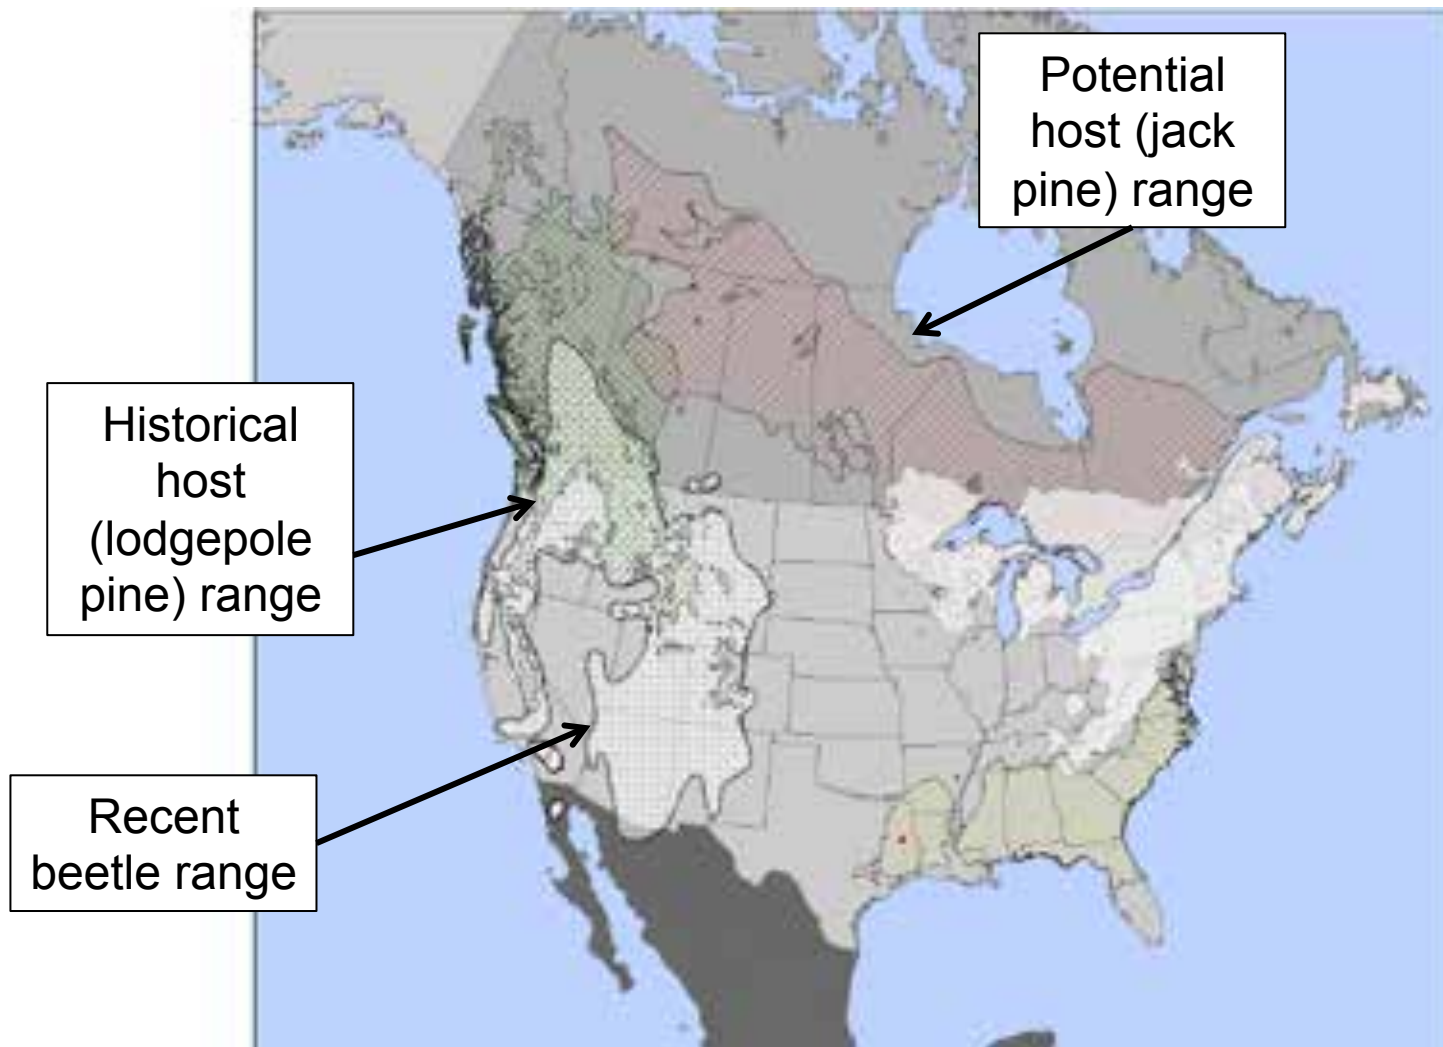 Potential
host (jack
pine) range
Historical
host
(lodgepole
pine) range
Recent
beetle range